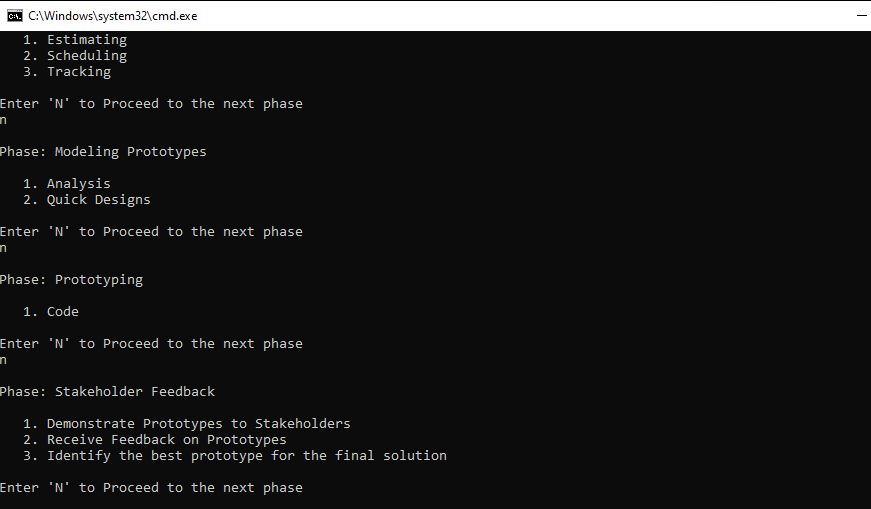 C:\Windows\system32\cmd.exe
1. Estimating
2. Scheduling
3. Tracking
Enter 'N' to Proceed to the next phase
n
Phase: Modeling Prototypes
1. Analysis
2. Quick Designs
Enter 'N' to Proceed to the next phase
n
Phase: Prototyping
1. Code
Enter 'N' to Proceed to the next phase
n
Phase: Stakeholder Feedback
1. Demonstrate Prototypes to Stakeholders
2. Receive Feedback on Prototypes
3. Identify the best prototype for the final solution
Enter 'N' to Proceed to the next phase